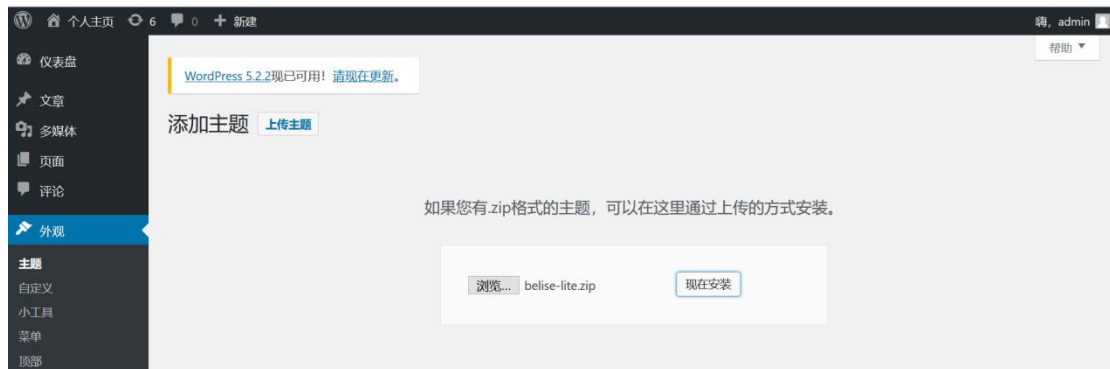 个人主页 6 0 新建 嗨，admin
帮助
仪表盘
WordPress 5.2.2现已可用！请现在更新。
文章
添加主题 上传主题
多媒体
页面
评论
如果您有.zip格式的主题，可以在这里通过上传的方式安装。
外观
主题
浏览... belise-lite.zip 现在安装
自定义
小工具
菜单
顶部